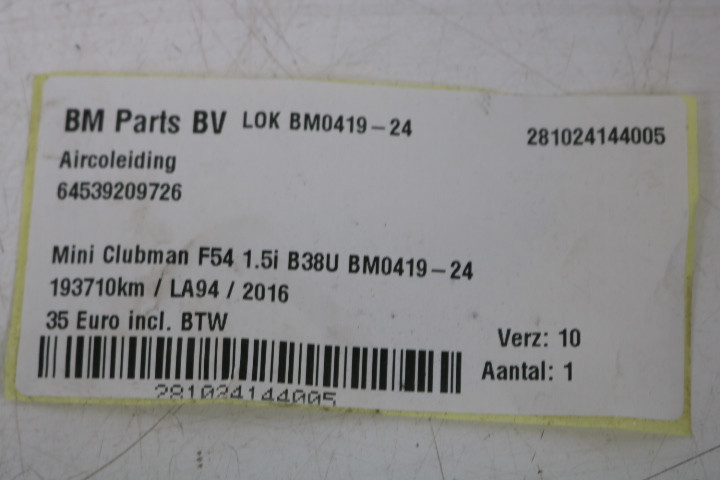 BM Parts BV LOK BM0419-24 281024144005
Aircoleiding
64539209726
Mini Clubman F54 1.5i B38U BM0419-24
193710km / LA94 / 2016
35 Euro incl. BTW
Verz: 10
Aantal: 1
281024144005